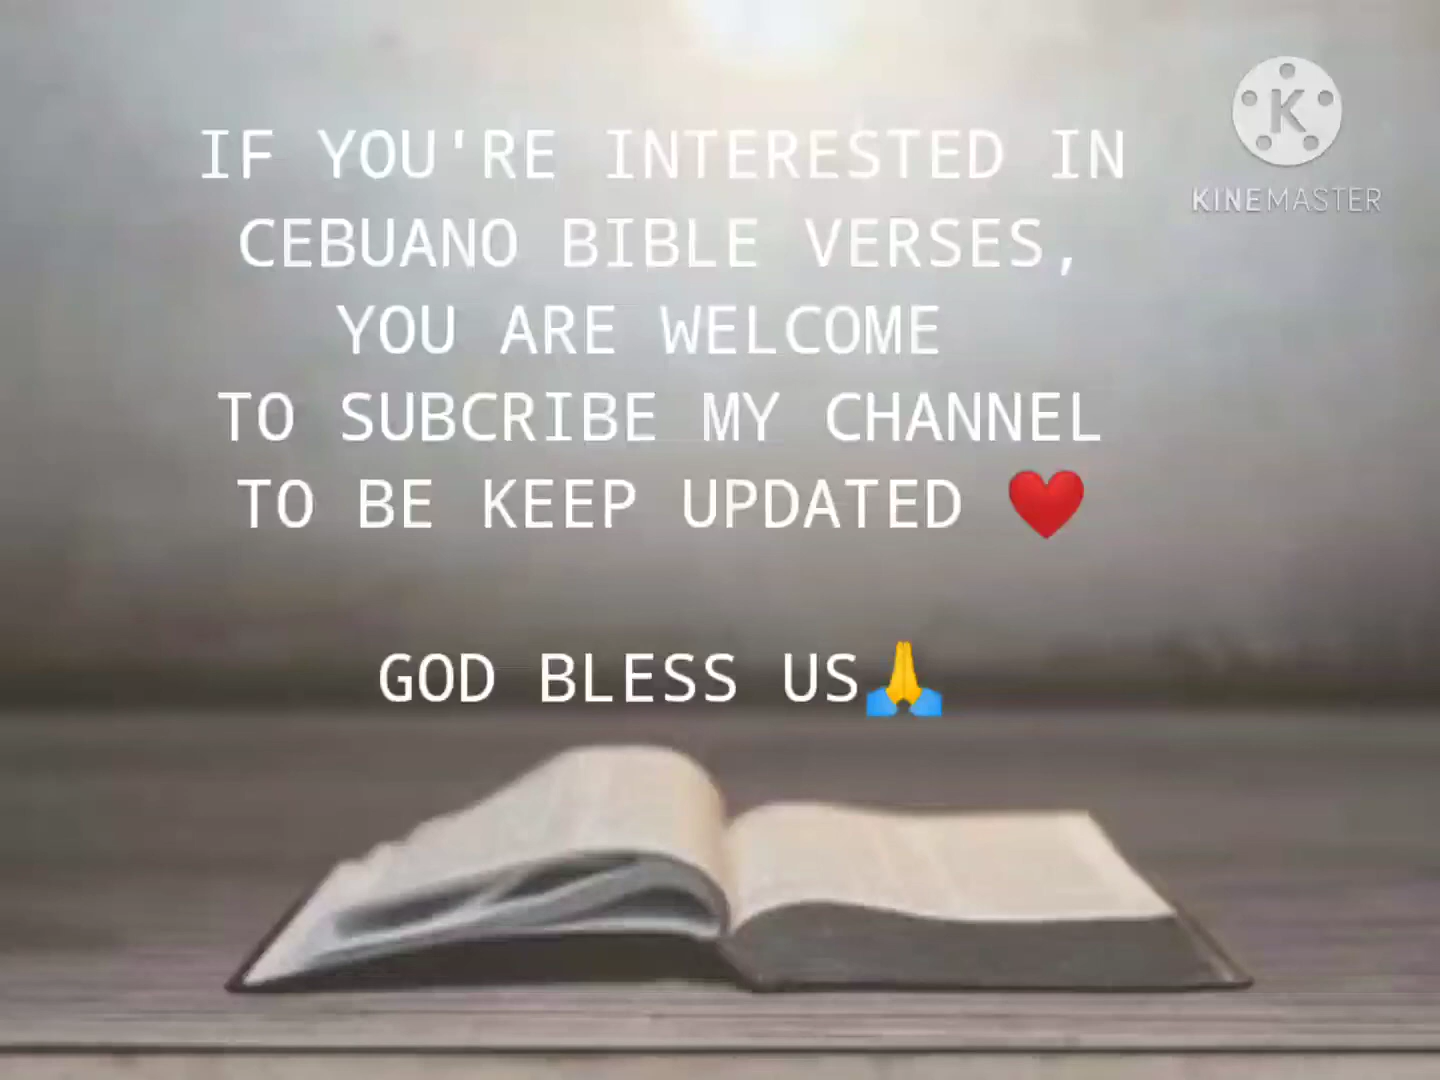 IF YOU'RE INTERESTED IN
CEBUANO BIBLE VERSES,
YOU ARE WELCOME
TO SUBCRIBE MY CHANNEL
TO BE KEEP UPDATED ❤️
GOD BLESS US🙏
K
KINEMASTER